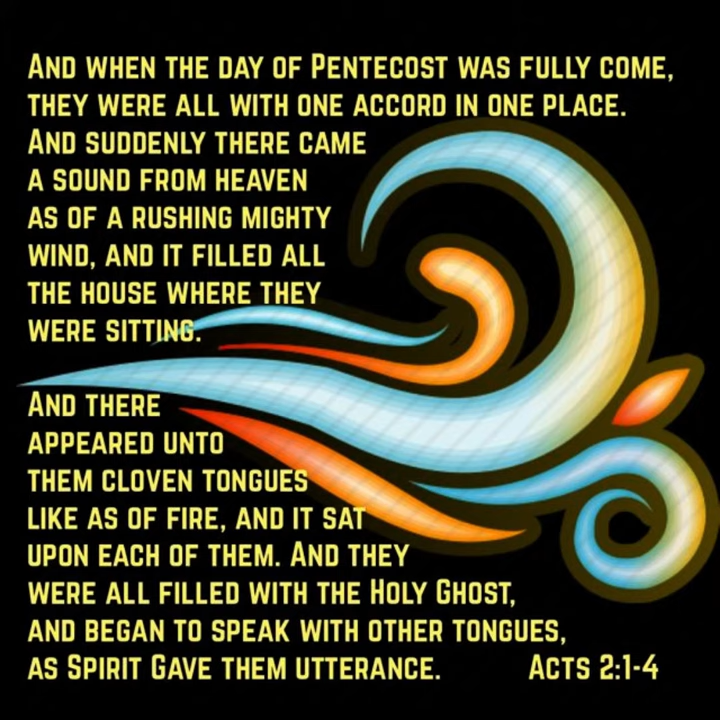 And when the day of Pentecost was fully come,
they were all with one accord in one place.
And suddenly there came
a sound from heaven
as of a rushing mighty
wind, and it filled all
the house where they
were sitting.
And there
appeared unto
them cloven tongues
like as of fire, and it sat
upon each of them. And they
were all filled with the Holy Ghost,
and began to speak with other tongues,
as Spirit Gave them utterance. Acts 2:1-4